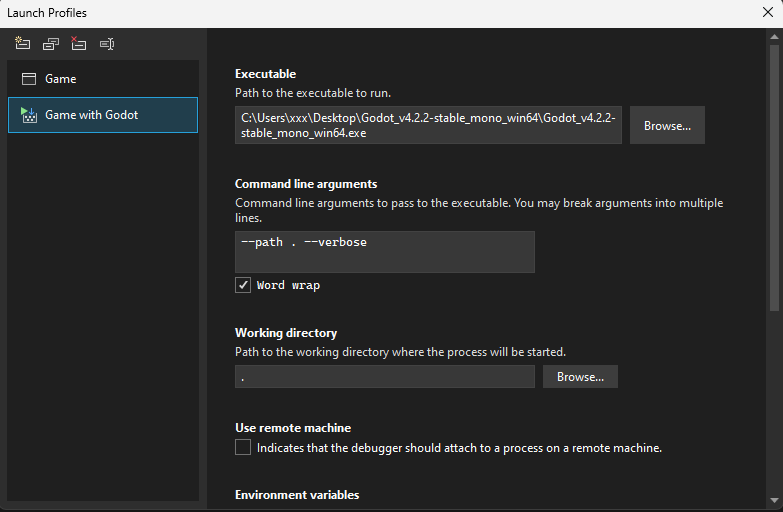 Launch Profiles
Game
Game with Godot
Executable
Path to the executable to run.
C:\Users\xxx\Desktop\Godot_v4.2.2-stable_mono_win64\Godot_v4.2.2-
stable_mono_win64.exe
Browse...
Command line arguments
Command line arguments to pass to the executable. You may break arguments into multiple
lines.
--path . --verbose
Word wrap
Working directory
Path to the working directory where the process will be started.
.
Browse...
Use remote machine
Indicates that the debugger should attach to a process on a remote machine.
Environment variables